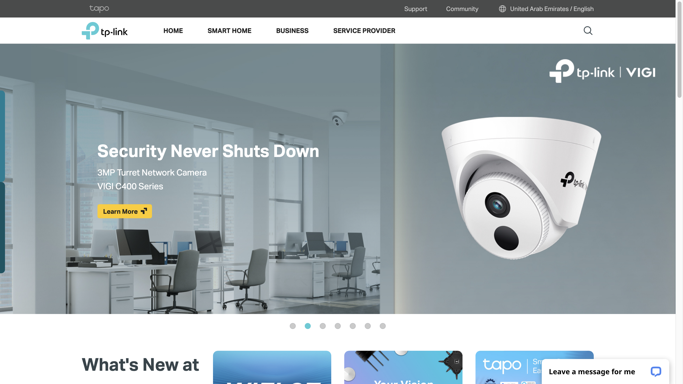 tapo
Support
Community
United Arab Emirates / English
tp-link
HOME
SMART HOME
BUSINESS
SERVICE PROVIDER
tp-link | VIGI
Security Never Shuts Down
3MP Turret Network Camera
VIGI C400 Series
Learn More
tp-link
What's New at
Your Vision
tapo
Leave a message for me